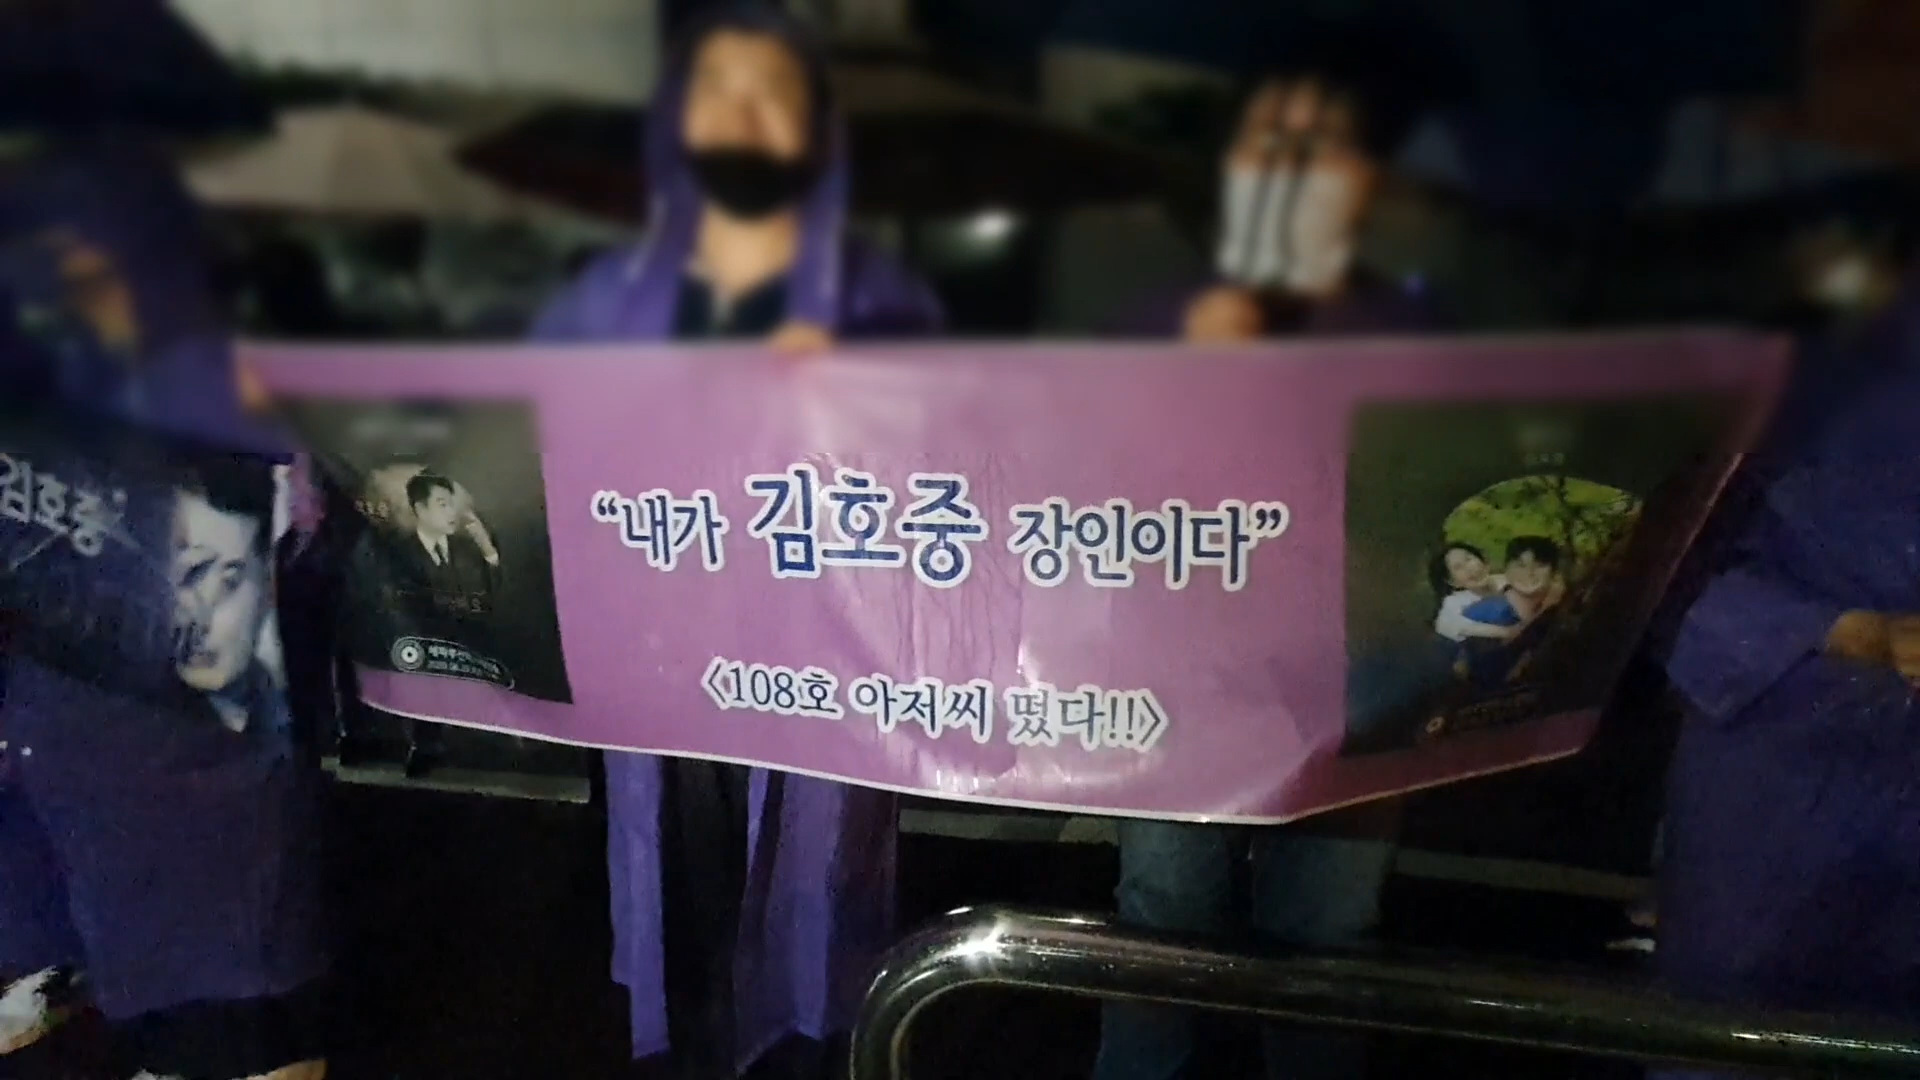 김호중
“내가 김호중 장인이다”
〈108호 아저씨 떴다!!〉